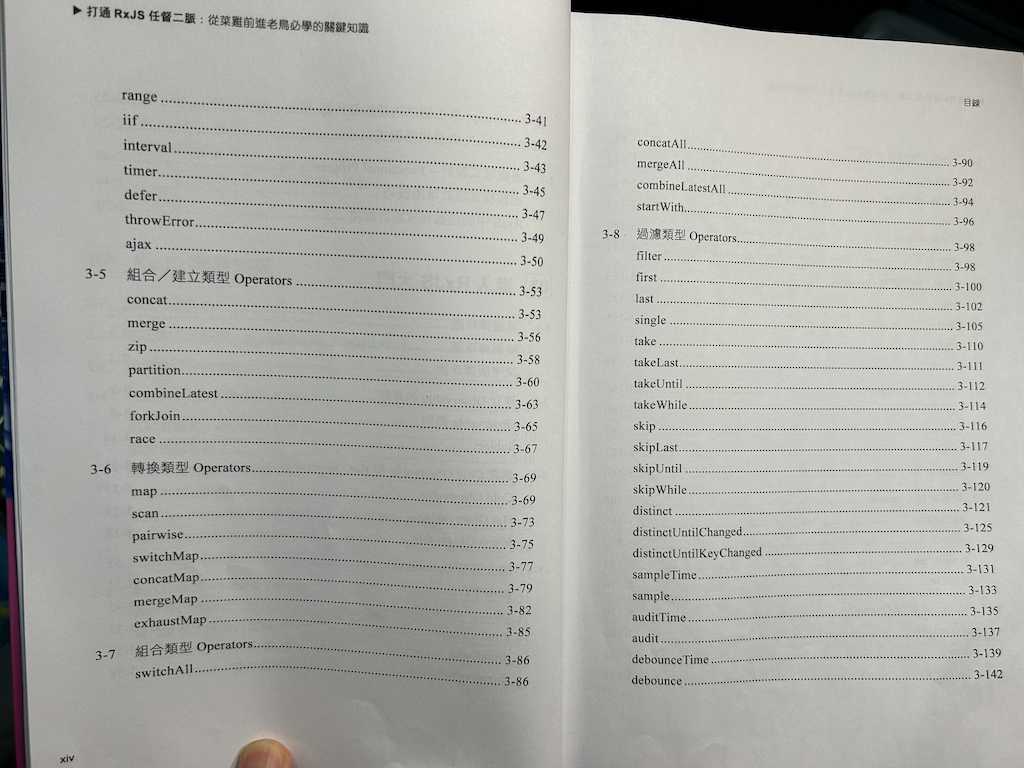 ▶ 打通 RxJS 任督二脈：從菜雞前進老鳥必學的關鍵知識
range 3-41
iif 3-42
interval 3-43
timer 3-45
defer 3-47
throwError 3-49
ajax 3-50
3-5 組合／建立類型 Operators 3-53
concat 3-53
merge 3-56
zip 3-58
partition 3-60
combineLatest 3-63
forkJoin 3-65
race 3-67
3-6 轉換類型 Operators 3-69
map 3-69
scan 3-73
pairwise 3-75
switchMap 3-77
concatMap 3-79
mergeMap 3-82
exhaustMap 3-85
3-7 組合類型 Operators 3-86
switchAll 3-86
xiv
目錄
concatAll 3-90
mergeAll 3-92
combineLatestAll 3-94
startWith 3-96
3-8 過濾類型 Operators 3-98
filter 3-98
first 3-100
last 3-102
single 3-105
take 3-110
takeLast 3-111
takeUntil 3-112
takeWhile 3-114
skip 3-116
skipLast 3-117
skipUntil 3-119
skipWhile 3-120
distinct 3-121
distinctUntilChanged 3-125
distinctUntilKeyChanged 3-129
sampleTime 3-131
sample 3-133
auditTime 3-135
audit 3-137
debounceTime 3-139
debounce 3-142